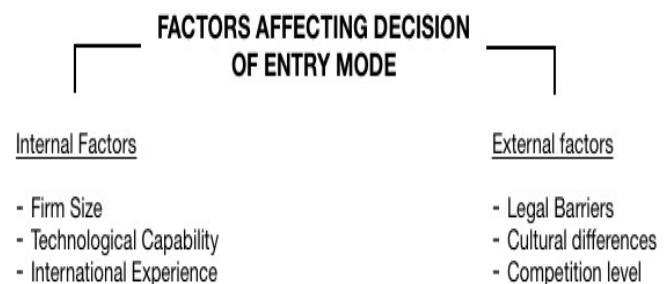 FACTORS AFFECTING DECISION
OF ENTRY MODE
Internal Factors
- Firm Size
- Technological Capability
- International Experience
External factors
- Legal Barriers
- Cultural differences
- Competition level